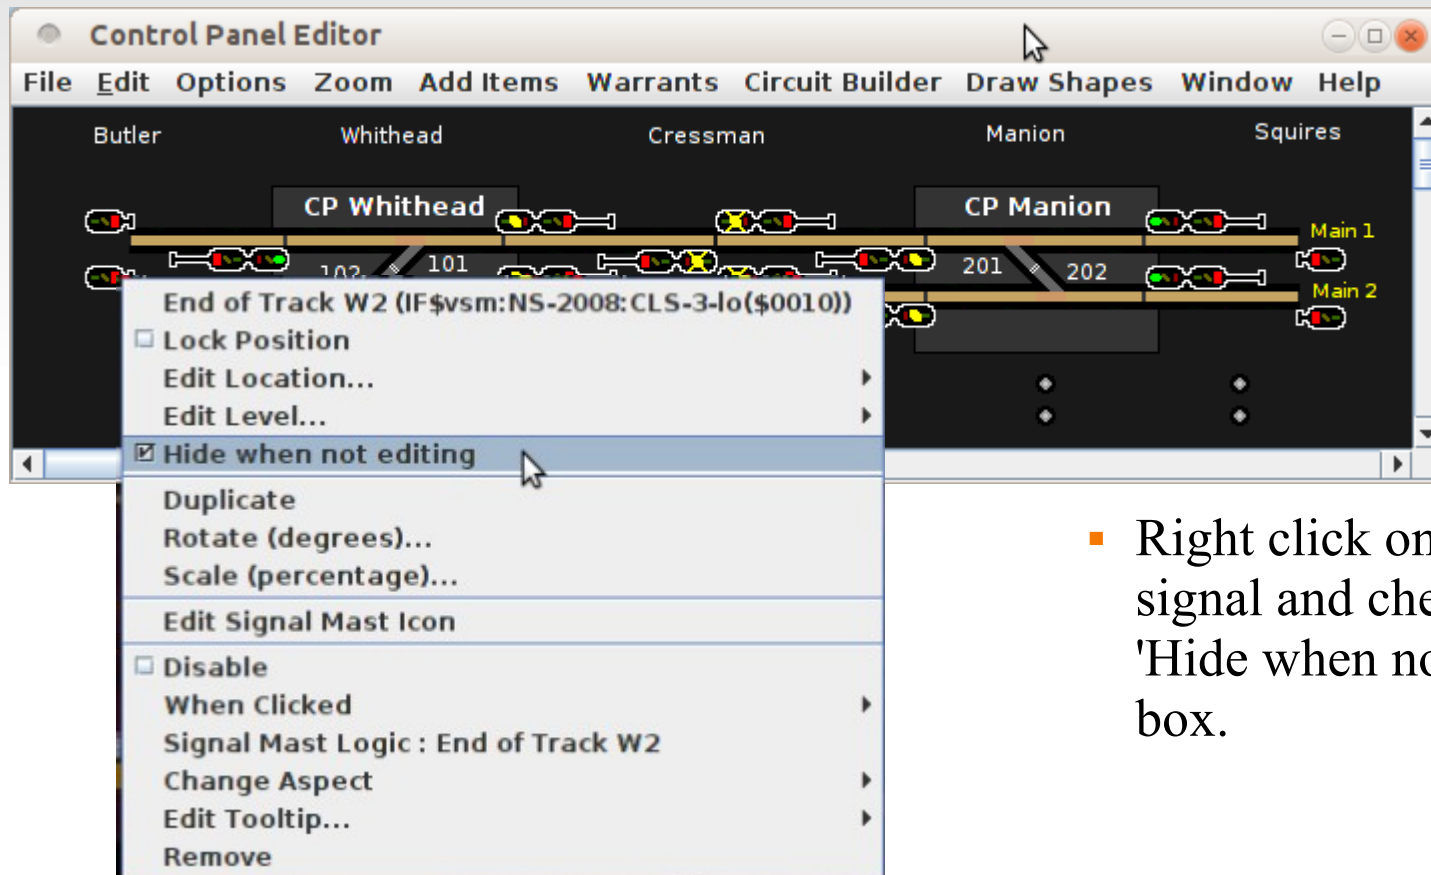 Control Panel Editor
File Edit Options Zoom Add Items Warrants Circuit Builder Draw Shapes Window Help
Butler Whithead Cressman Manion Squires
CP Whithead CP Manion
Main 1
101 201 202
Main 2
End of Track W2 (IF$vsm:NS-2008:CLS-3-lo($0010))
Lock Position
Edit Location...
Edit Level...
Hide when not editing
Duplicate
Rotate (degrees)...
Scale (percentage)...
Edit Signal Mast Icon
Disable
When Clicked
Signal Mast Logic : End of Track W2
Change Aspect
Edit Tooltip...
Remove
Right click on
signal and che
'Hide when no
box.